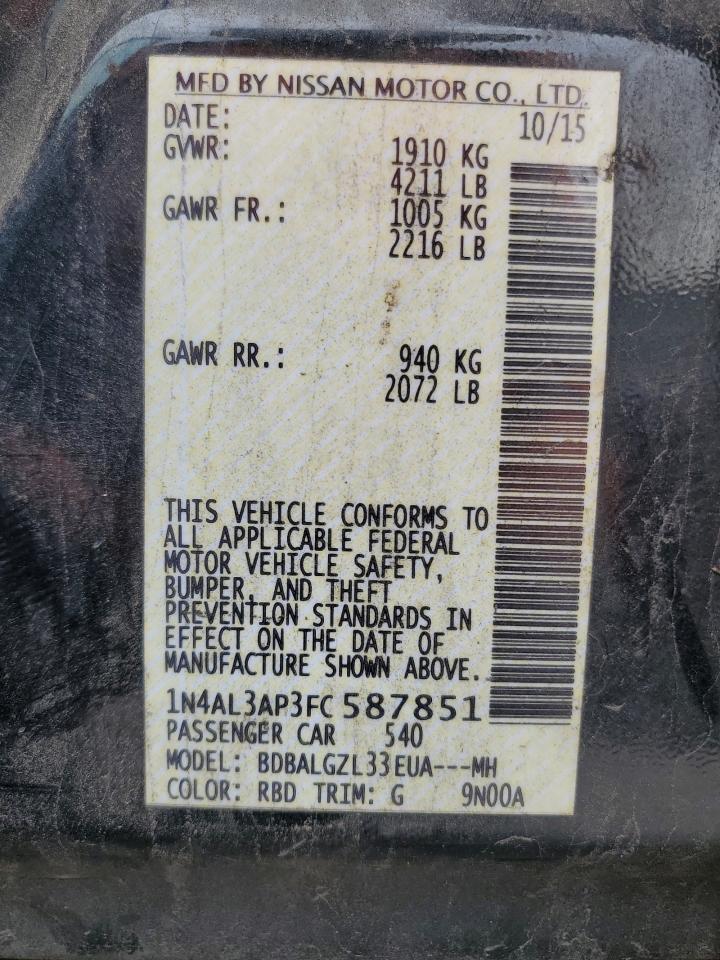 MFD BY NISSAN MOTOR CO., LTD.
DATE: 10/15
GVWR: 1910 KG
4211 LB
GAWR FR.: 1005 KG
2216 LB
GAWR RR.: 940 KG
2072 LB
THIS VEHICLE CONFORMS TO
ALL APPLICABLE FEDERAL
MOTOR VEHICLE SAFETY,
BUMPER, AND THEFT
PREVENTION STANDARDS IN
EFFECT ON THE DATE OF
MANUFACTURE SHOWN ABOVE.
1N4AL3AP3FC587851
PASSENGER CAR 540
MODEL: BDBALGZL33EUA---MH
COLOR: RBD TRIM: G 9N00A